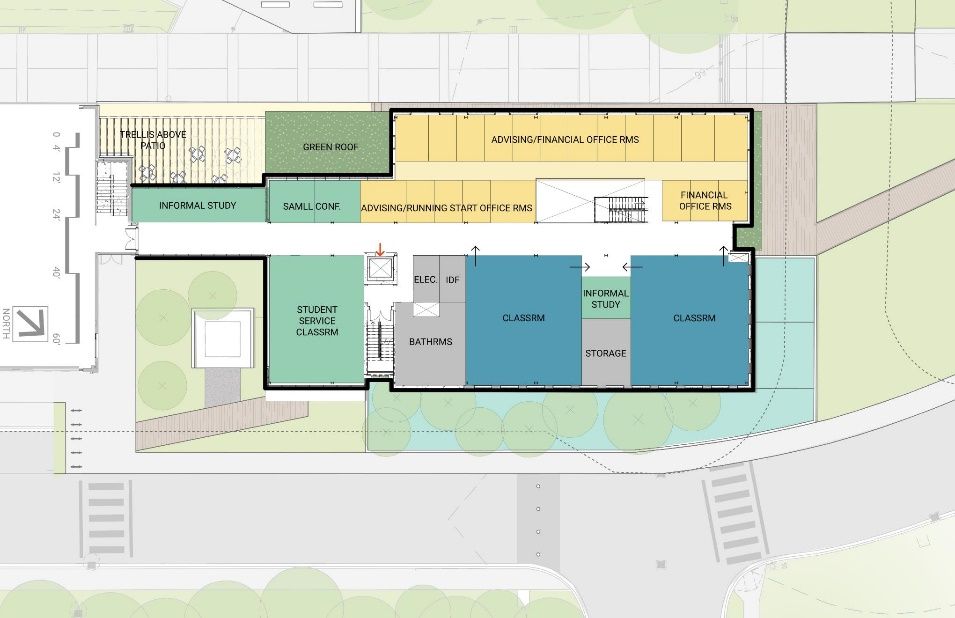 TRELLIS ABOVE
PATIO
GREEN ROOF
ADVISING/FINANCIAL OFFICE RMS
INFORMAL STUDY
SAMLL CONF.
ADVISING/RUNNING START OFFICE RMS
FINANCIAL
OFFICE RMS
0
4'
12'
24'
40'
60'
NORTH
STUDENT
SERVICE
CLASSRM
ELEC.
IDF
BATHRMS
CLASSRM
INFORMAL
STUDY
STORAGE
CLASSRM